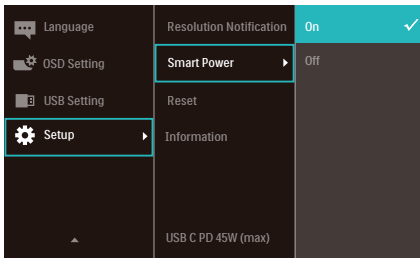 Language
OSD Setting
USB Setting
Setup
Resolution Notification
Smart Power
Reset
Information
USB C PD 45W (max)
On
Off